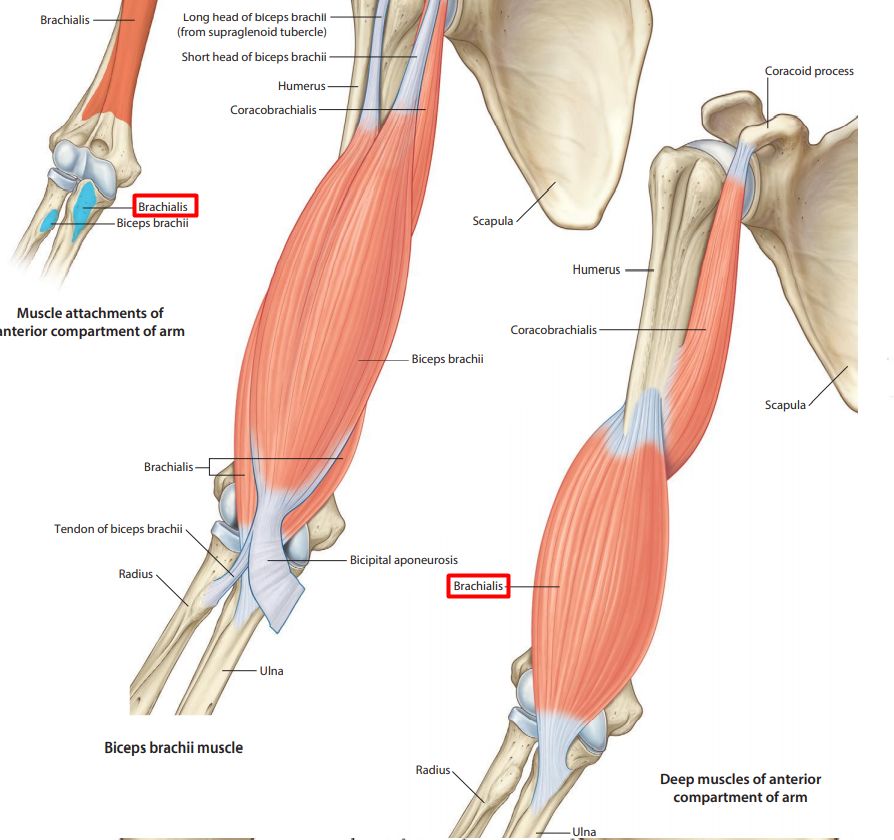 Brachialis
Brachialis
Biceps brachii
Muscle attachments of
anterior compartment of arm
Long head of biceps brachii
(from supraglenoid tubercle)
Short head of biceps brachii
Humerus
Coracobrachialis
Scapula
Biceps brachii
Brachialis
Tendon of biceps brachii
Radius
Bicipital aponeurosis
Ulna
Biceps brachii muscle
Coracoid process
Humerus
Coracobrachialis
Scapula
Brachialis
Radius
Ulna
Deep muscles of anterior
compartment of arm